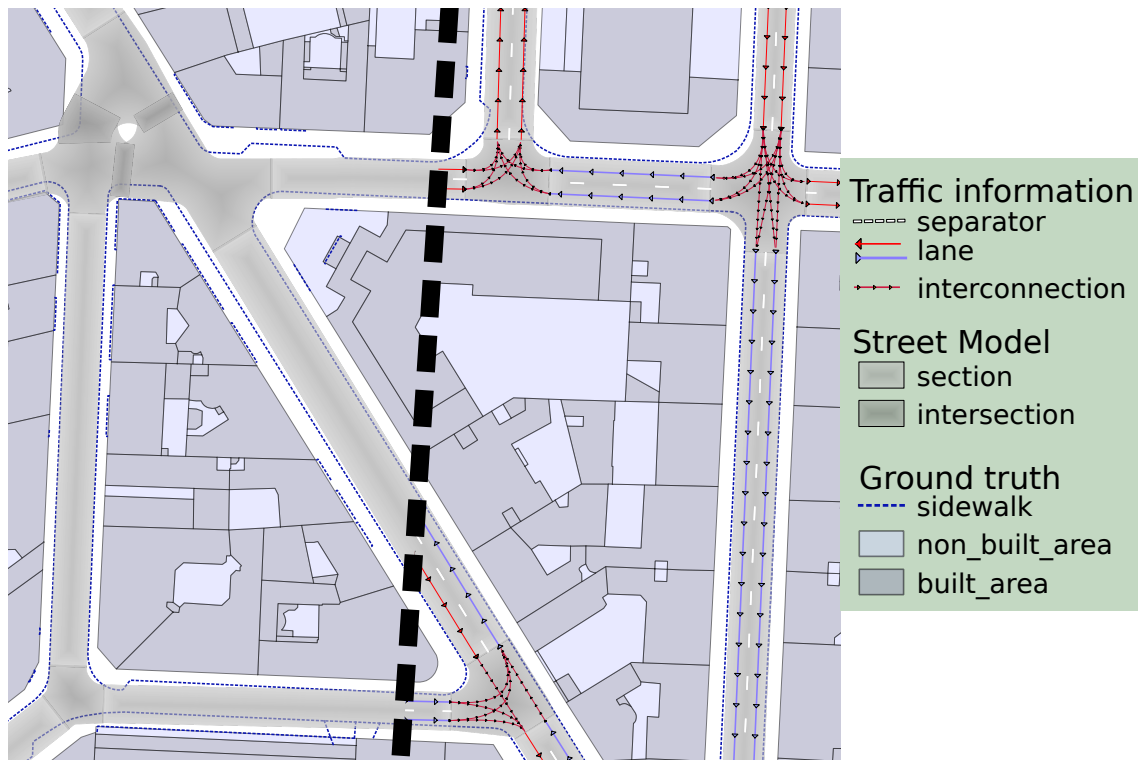 Traffic information
separator
lane
interconnection
Street Model
section
intersection
Ground truth
sidewalk
non_built_area
built_area